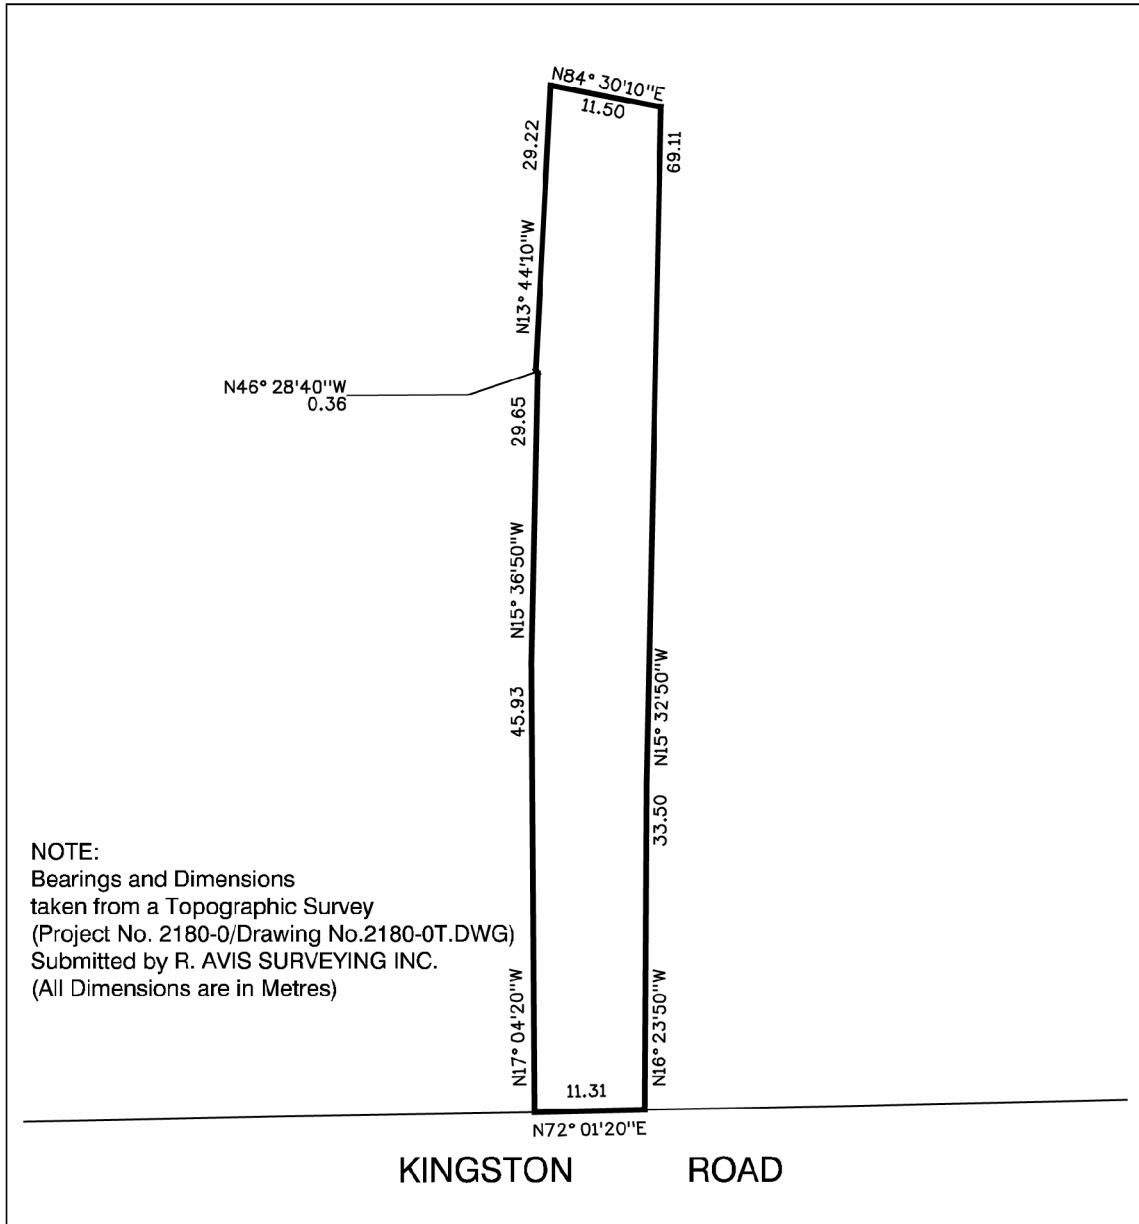 N84° 30'10"E
11.50
29.22
69.11
N13° 44'10"W
N46° 28'40"W
0.36
29.65
N15° 36'50"W
N15° 32'50"W
45.93
33.50
NOTE:
Bearings and Dimensions
taken from a Topographic Survey
(Project No. 2180-0/Drawing No.2180-0T.DWG)
Submitted by R. AVIS SURVEYING INC.
(All Dimensions are in Metres)
N17° 04'20"W
N16° 23'50"W
11.31
N72° 01'20"E
KINGSTON ROAD